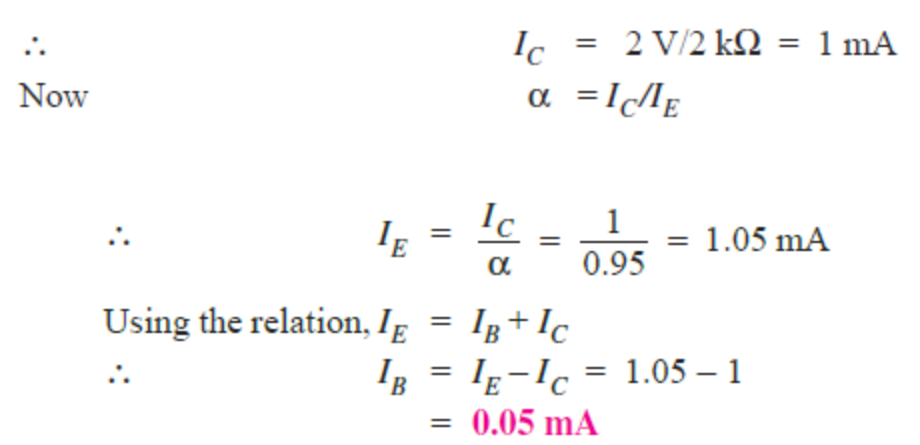 ∴ I_C = 2 V/2 kΩ = 1 mA
Now α = I_C/I_E
∴ I_E = I_C/α = 1/0.95 = 1.05 mA
Using the relation, I_E = I_B + I_C
∴ I_B = I_E – I_C = 1.05 – 1
= 0.05 mA